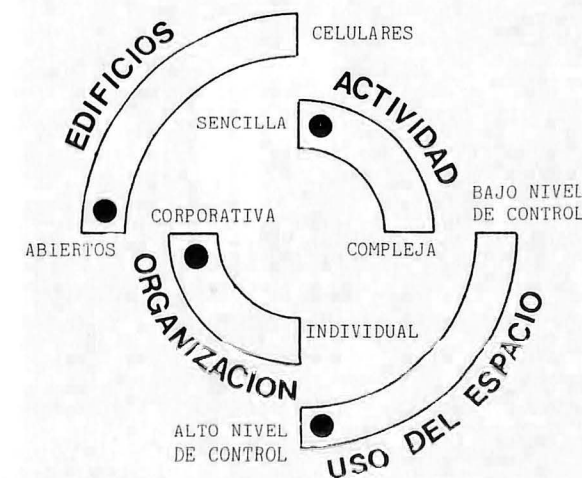 EDIFICIOS
CELULARES
ACTIVIDAD
SENCILLA
BAJO NIVEL
DE CONTROL
CORPORATIVA
ABIERTOS
COMPLEJA
ORGANIZACION
INDIVIDUAL
ALTO NIVEL
DE CONTROL
USO DEL ESPACIO